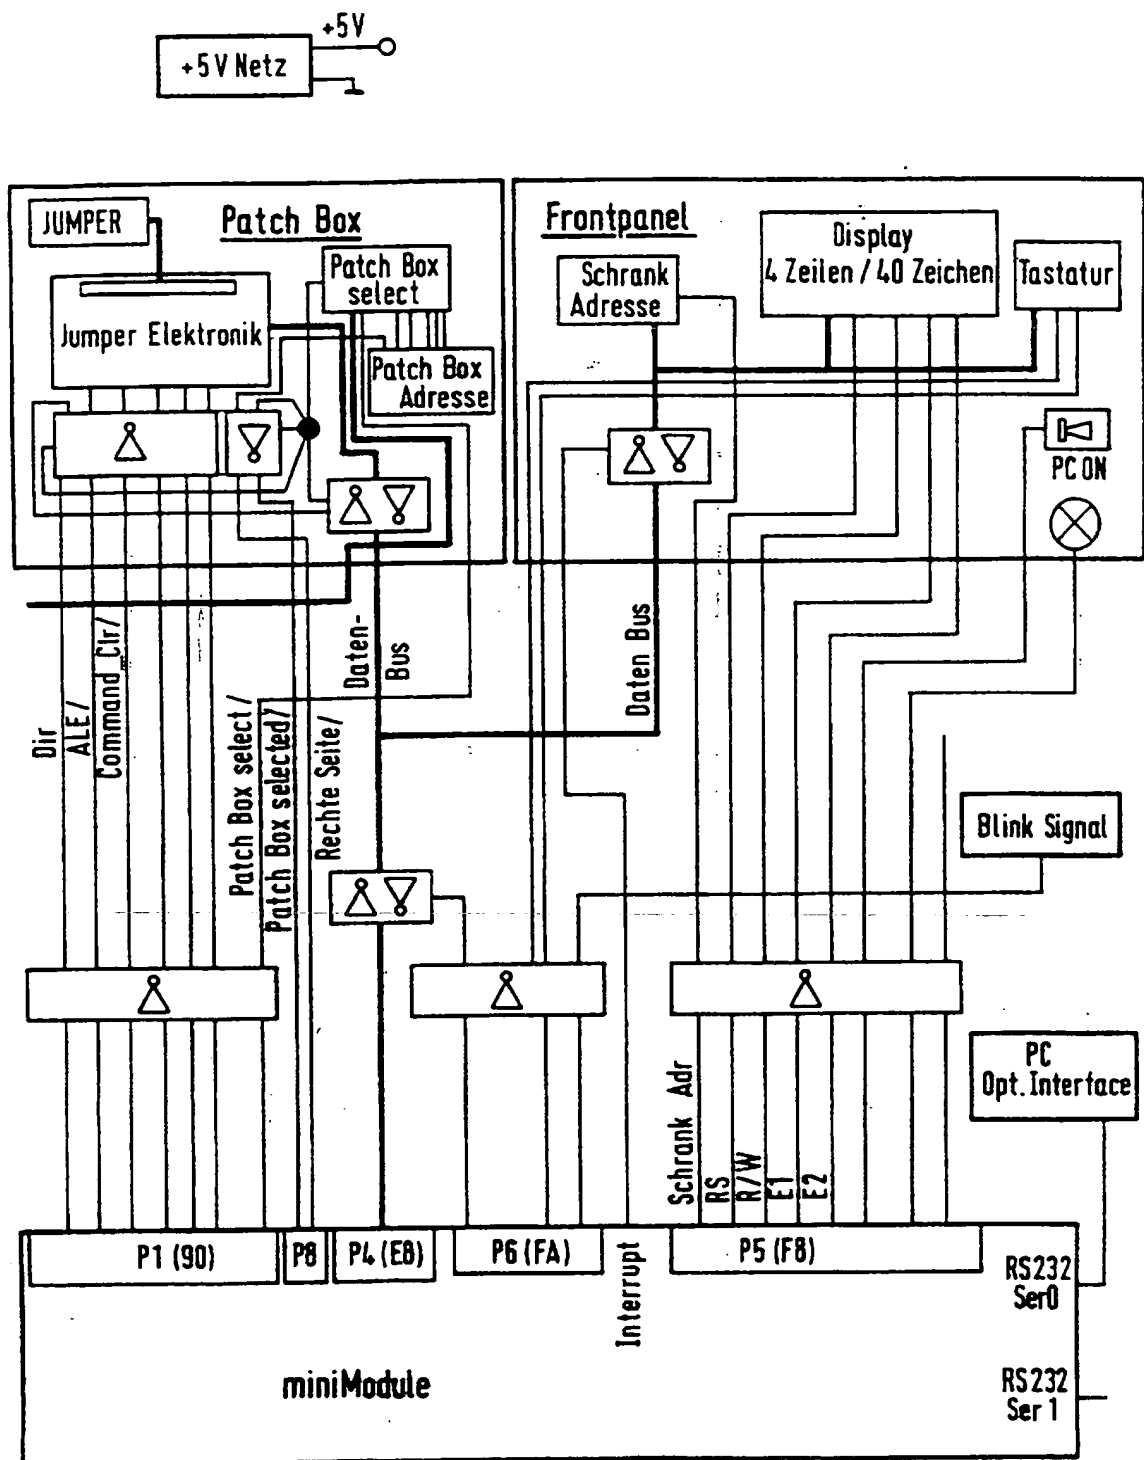 +5V
+5V Netz
JUMPER
Patch Box
Patch Box
select
Jumper Elektronik
Patch Box
Adresse
Frontpanel
Schrank
Adresse
Display
4 Zeilen / 40 Zeichen
Tastatur
PC ON
Dir
ALE/
Command_Clr/
Patch Box select/
Patch Box selected/
Rechte Seite/
Daten-
Bus
Daten Bus
Blink Signal
PC
Opt. Interface
Schrank Adr
RS
R/W
E1
E2
P1 (90)
P8
P4 (E8)
P6 (FA)
Interrupt
P5 (F8)
RS232
Ser0
miniModule
RS232
Ser 1